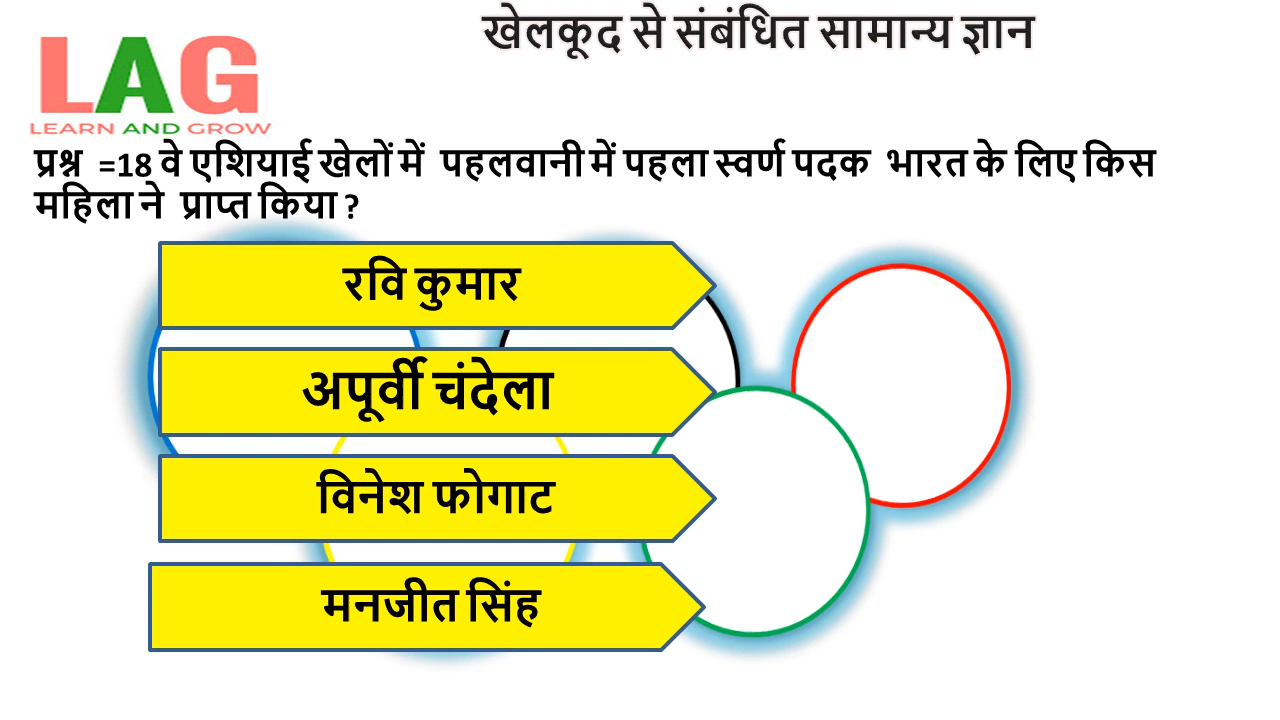 खेलकूद से संबंधित सामान्य ज्ञान
LAG
LEARN AND GROW
प्रश्न =18 वे एशियाई खेलों में पहलवानी में पहला स्वर्ण पदक भारत के लिए किस
महिला ने प्राप्त किया ?
रवि कुमार
अपूर्वी चंदेला
विनेश फोगाट
मनजीत सिंह